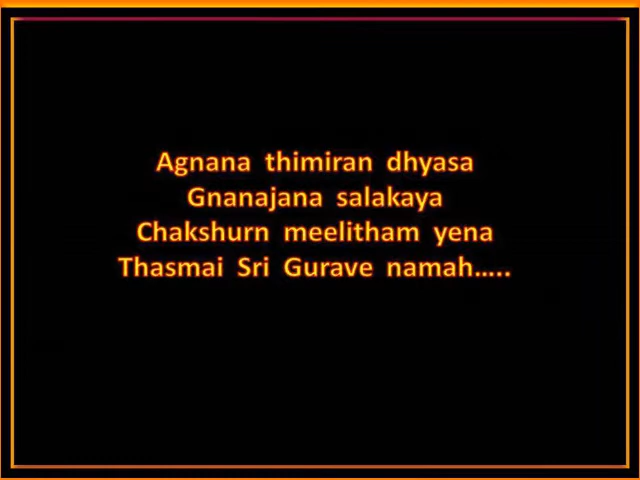 Agnana thimiran dhyasa
Gnanajana salakaya
Chakshurn meelitham yena
Thasmai Sri Gurave namah.....